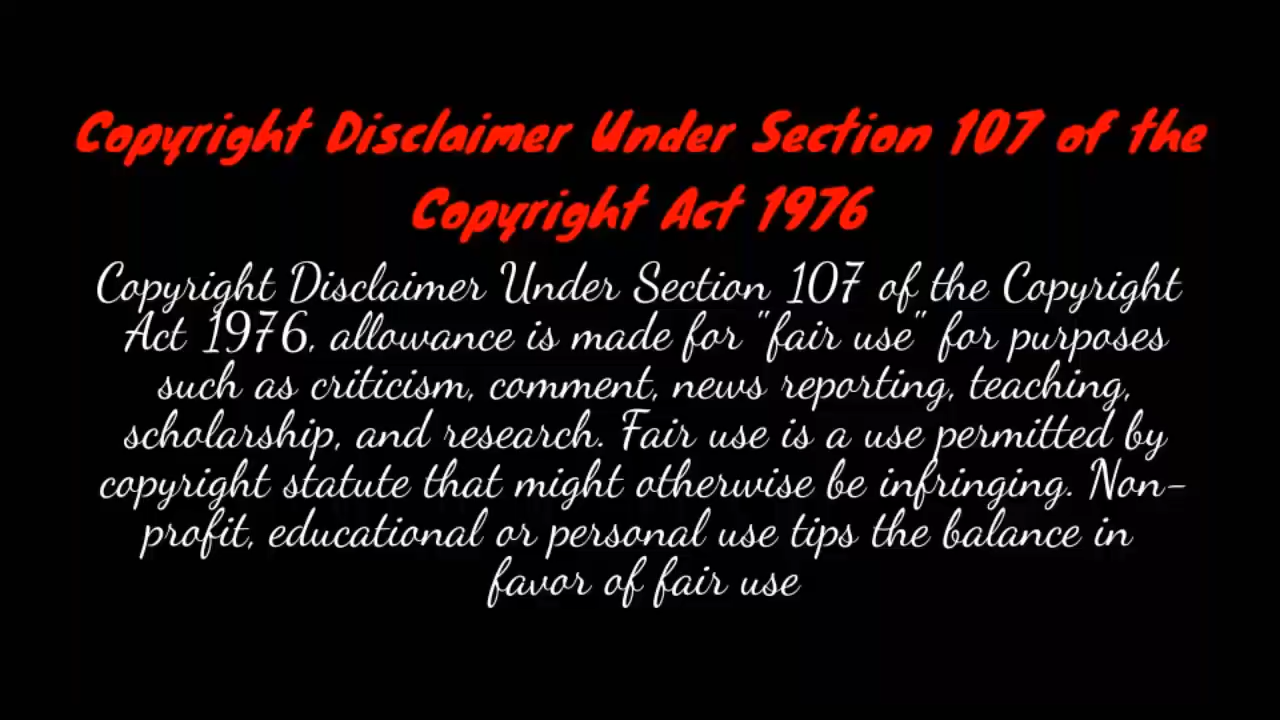 Copyright Disclaimer Under Section 107 of the
Copyright Act 1976
Copyright Disclaimer Under Section 107 of the Copyright
Act 1976, allowance is made for "fair use" for purposes
such as criticism, comment, news reporting, teaching,
scholarship, and research. Fair use is a use permitted by
copyright statute that might otherwise be infringing. Non-
profit, educational or personal use tips the balance in
favor of fair use